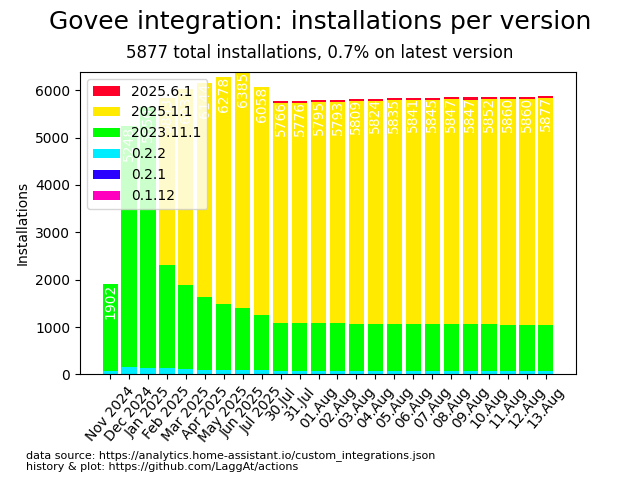 Govee integration: installations per version
5877 total installations, 0.7% on latest version
Installations
6000
5000
4000
3000
2000
1000
0
2025.6.1
2025.1.1
2023.11.1
0.2.2
0.2.1
0.1.12
1902
6278
6385
6058
5766
5776
5795
5793
5809
5826
5835
5841
5845
5847
5847
5852
5860
5860
5877
Nov 2024
Dec 2024
Jan 2025
Feb 2025
Mar 2025
Apr 2025
May 2025
Jun 2025
Jul 2025
30.Jul
31.Jul
01.Aug
02.Aug
03.Aug
04.Aug
05.Aug
06.Aug
07.Aug
08.Aug
09.Aug
10.Aug
11.Aug
12.Aug
13.Aug
data source: https://analytics.home-assistant.io/custom_integrations.json
history & plot: https://github.com/LaggAt/actions